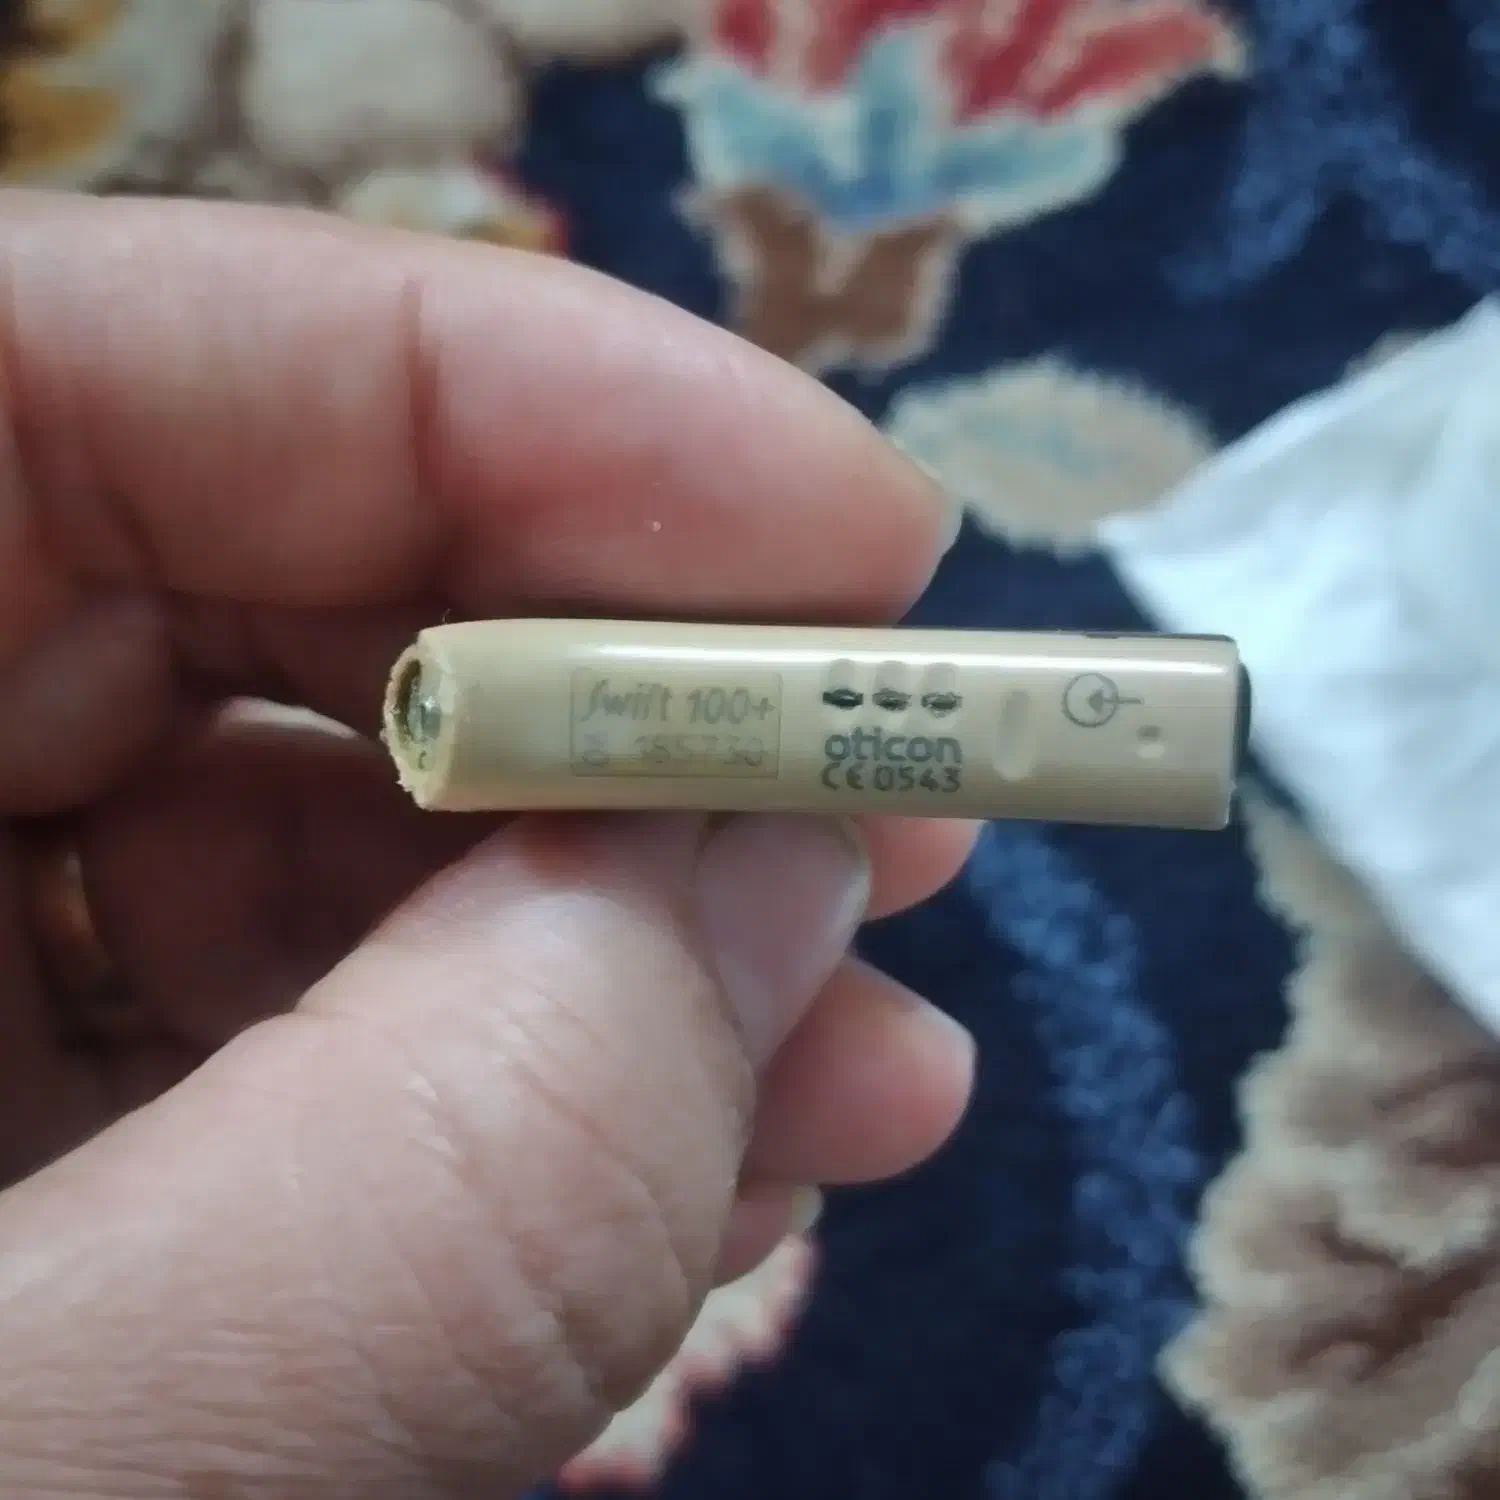 Swift 100+
oticon
CE 0543